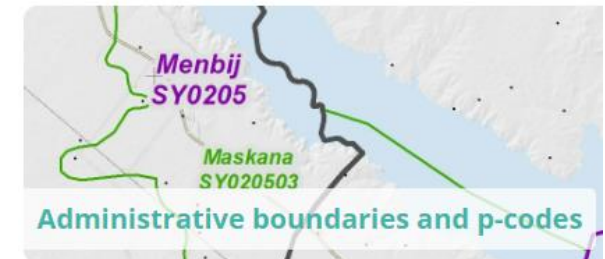 Menbij
SY0205
Maskana
SY020503
Administrative boundaries and p-codes